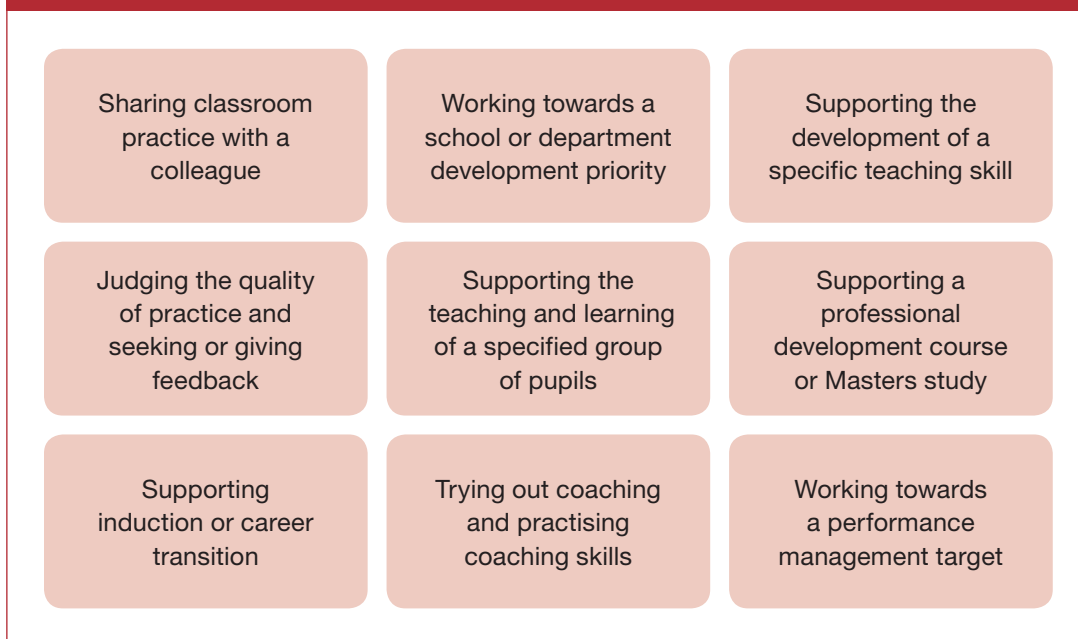 Sharing classroom
practice with a
colleague
Working towards a
school or department
development priority
Supporting the
development of a
specific teaching skill
Judging the quality
of practice and
seeking or giving
feedback
Supporting the
teaching and learning
of a specified group
of pupils
Supporting a
professional
development course
or Masters study
Supporting
induction or career
transition
Trying out coaching
and practising
coaching skills
Working towards
a performance
management target